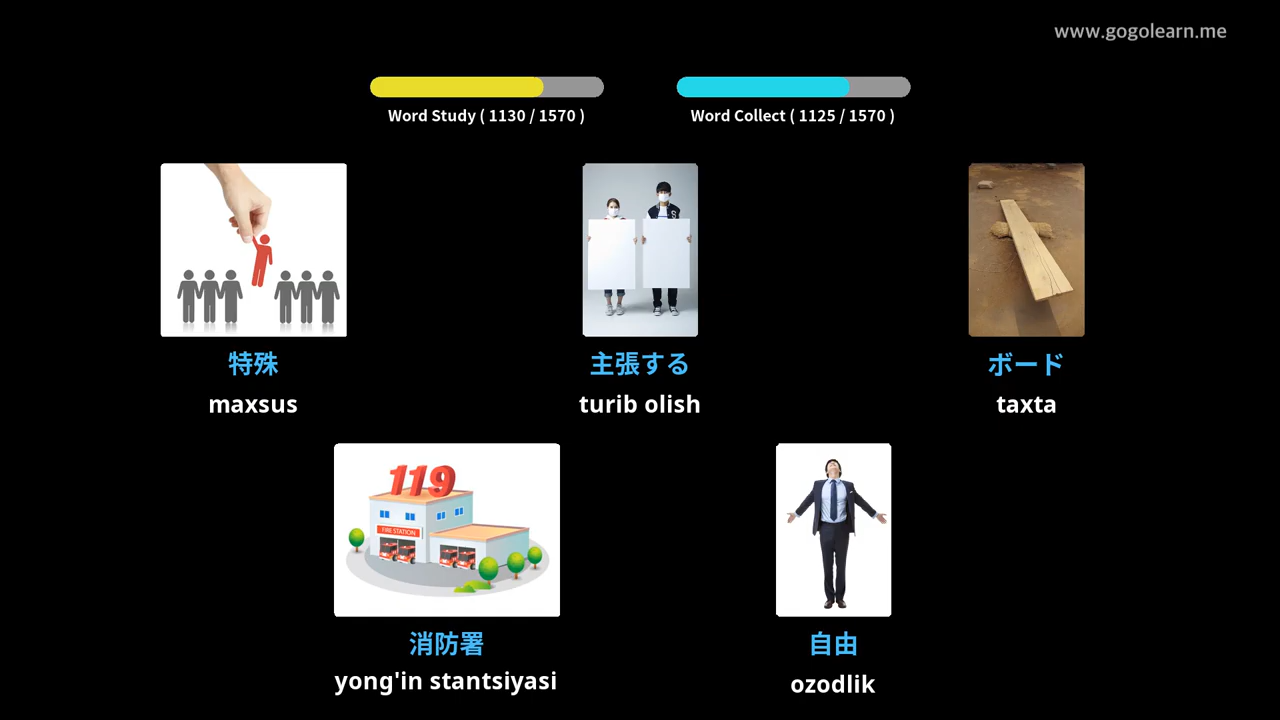 www.gogolearn.me
Word Study ( 1130 / 1570 )
Word Collect ( 1125 / 1570 )
特殊
maxsus
主張する
turib olish
ボード
taxta
119
FIRE STATION
消防署
yong'in stantsiyasi
自由
ozodlik